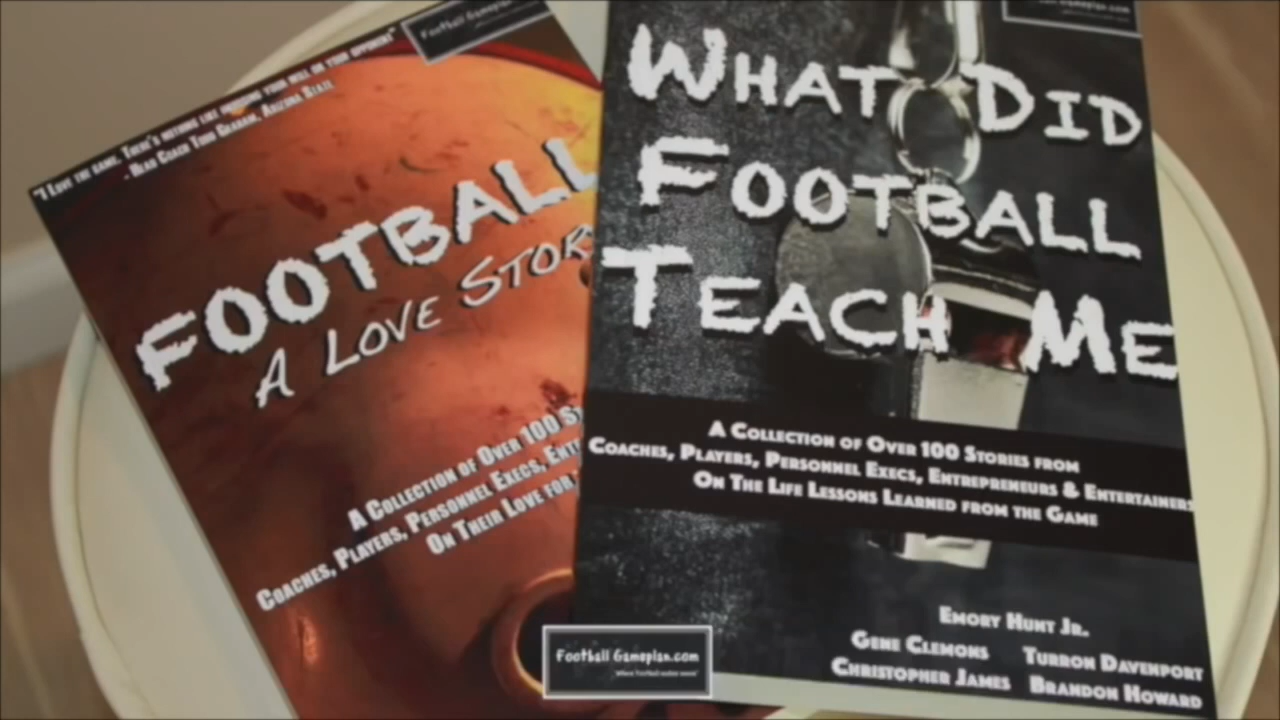 "I Love the game. There's nothing like imposing your will on your opponent"
- Head Coach Todd Graham, Arizona State
Football Gameplan
FOOTBALL
A LOVE STOR
A Collection of Over 100 S
Coaches, Players, Personnel Execs, Ent
On Their Love for
WHAT DID
FOOTBALL
TEACH ME
A Collection of Over 100 Stories from
Coaches, Players, Personnel Execs, Entrepreneurs & Entertainers
On The Life Lessons Learned from the Game
Emory Hunt Jr.
Gene Clemons Turron Davenport
Christopher James Brandon Howard
Football Gameplan.com